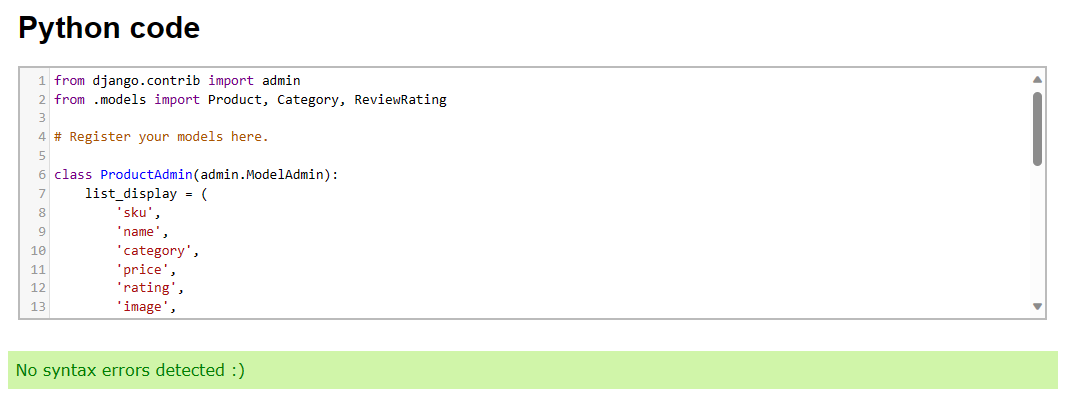 Python code
1 from django.contrib import admin
2 from .models import Product, Category, ReviewRating
3
4 # Register your models here.
5
6 class ProductAdmin(admin.ModelAdmin):
7     list_display = (
8         'sku',
9         'name',
10         'category',
11         'price',
12         'rating',
13         'image',
No syntax errors detected :)